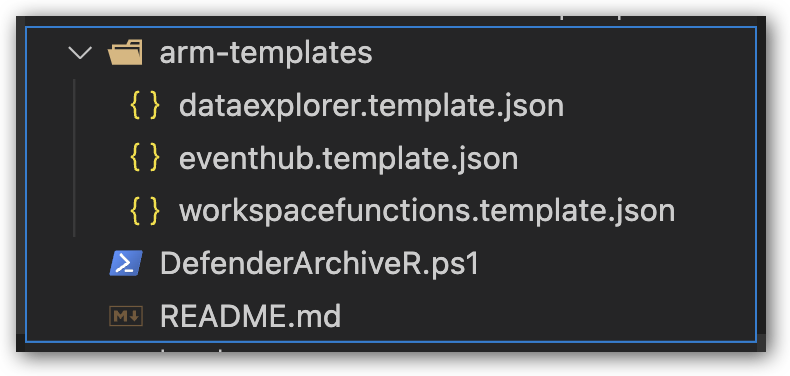 arm-templates
{ } dataexplorer.template.json
{ } eventhub.template.json
{ } workspacefunctions.template.json
DefenderArchiveR.ps1
M↓ README.md